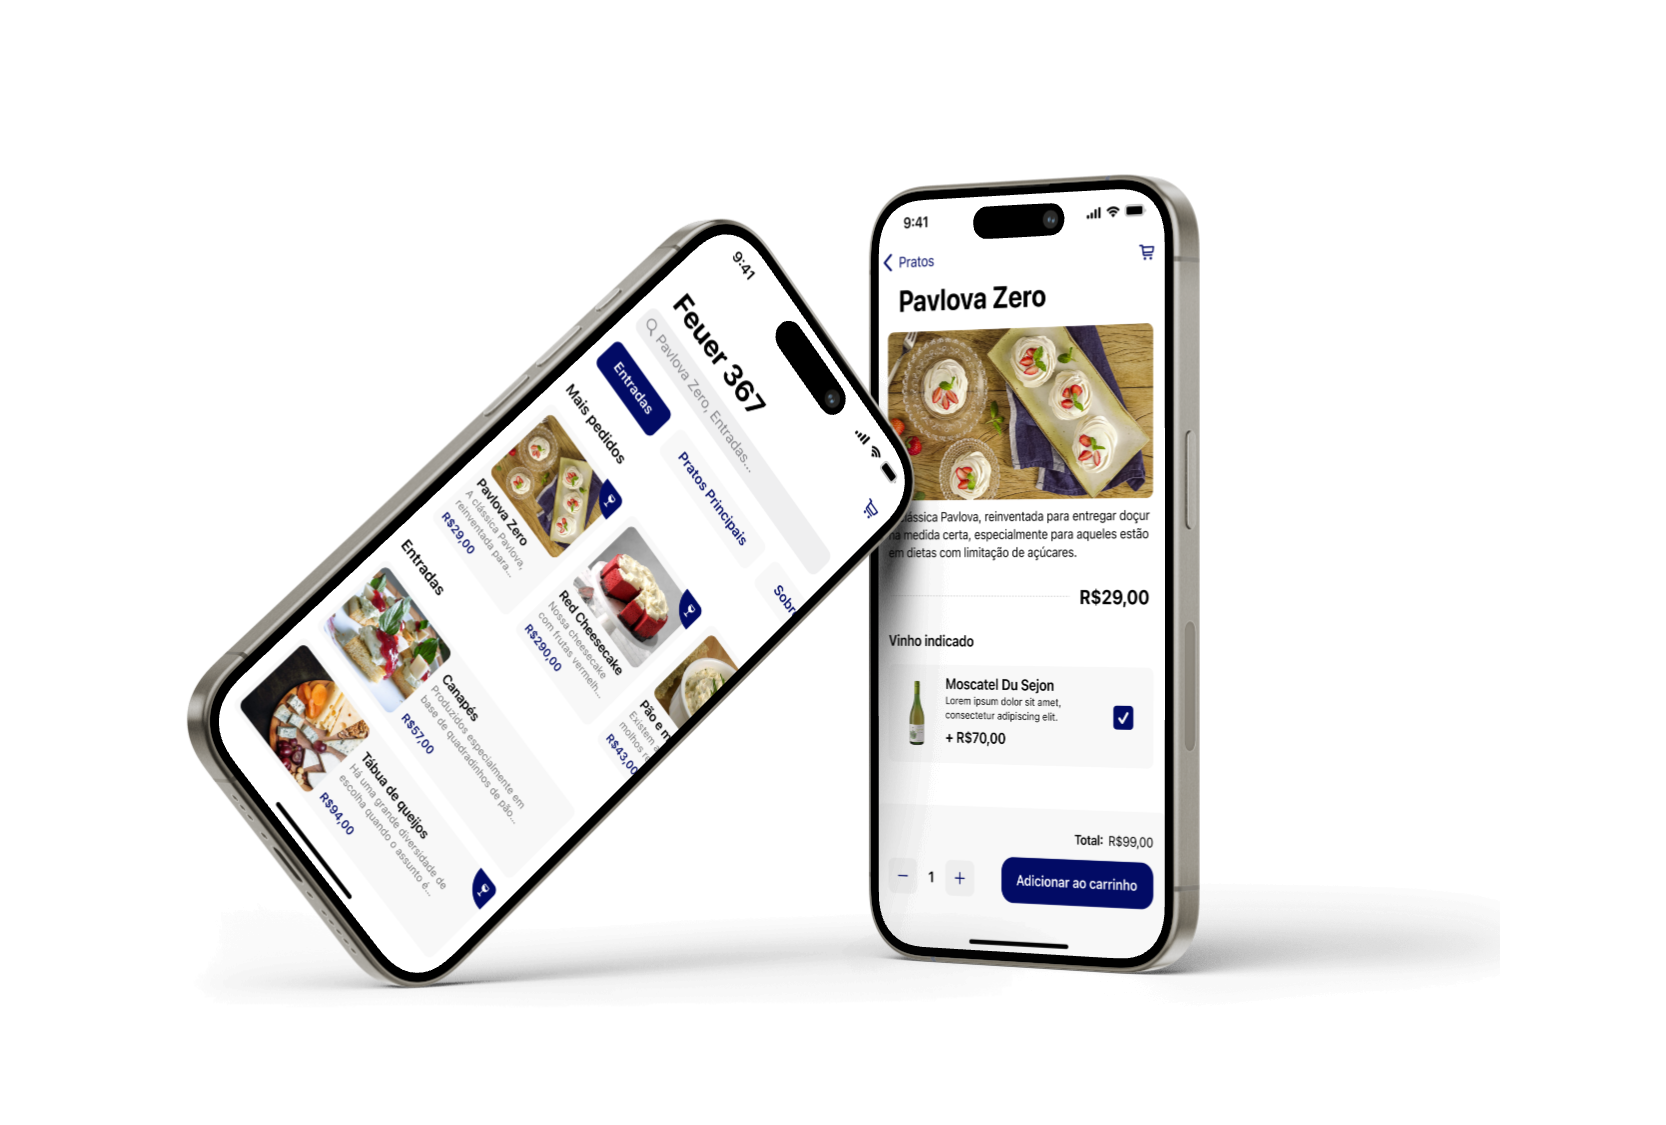 9:41
Feuer 367
Pavlova Zero, Entradas...
Entradas
Pratos Principais
Mais pedidos
Pavlova Zero
A clássica Pavlova,
reinventada para...
R$29,00
Red Cheesecake
Nossa cheesecake
com frutas vermelh...
R$290,00
Pão e m
Existem
molhos
R$43,00
Entradas
Canapés
Produzidos especialmente em
base de quadradinhos de pão...
R$57,00
Tábua de queijos
Há uma grande diversidade de
escolha quando o assunto é...
R$94,00
9:41
Pratos
Pavlova Zero
clássica Pavlova, reinventada para entregar doçur
na medida certa, especialmente para aqueles estão
em dietas com limitação de açúcares.
R$29,00
Vinho indicado
Moscatel Du Sejon
Lorem ipsum dolor sit amet,
consectetur adipiscing elit.
+ R$70,00
Total: R$99,00
− 1 +
Adicionar ao carrinho